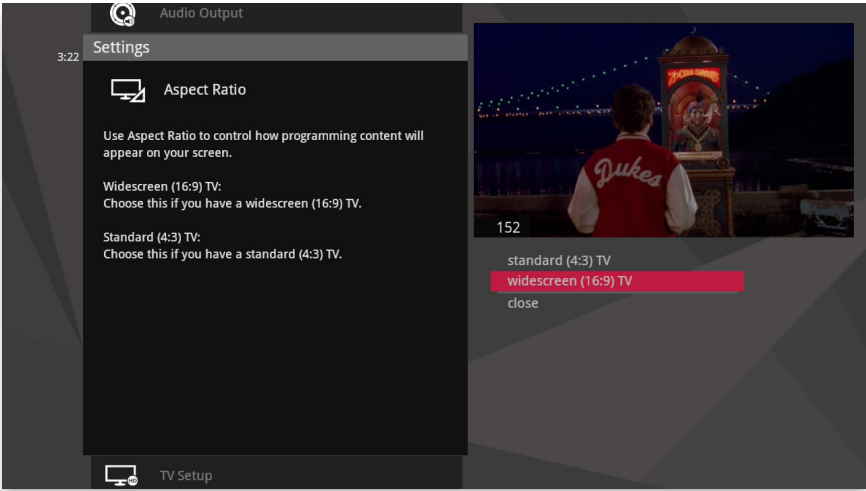 Audio Output
3:22
Settings
Aspect Ratio
Use Aspect Ratio to control how programming content will
appear on your screen.
Widescreen (16:9) TV:
Choose this if you have a widescreen (16:9) TV.
Standard (4:3) TV:
Choose this if you have a standard (4:3) TV.
TV Setup
HD
ZOLTAR SPEAKS
Dukes
152
standard (4:3) TV
widescreen (16:9) TV
close